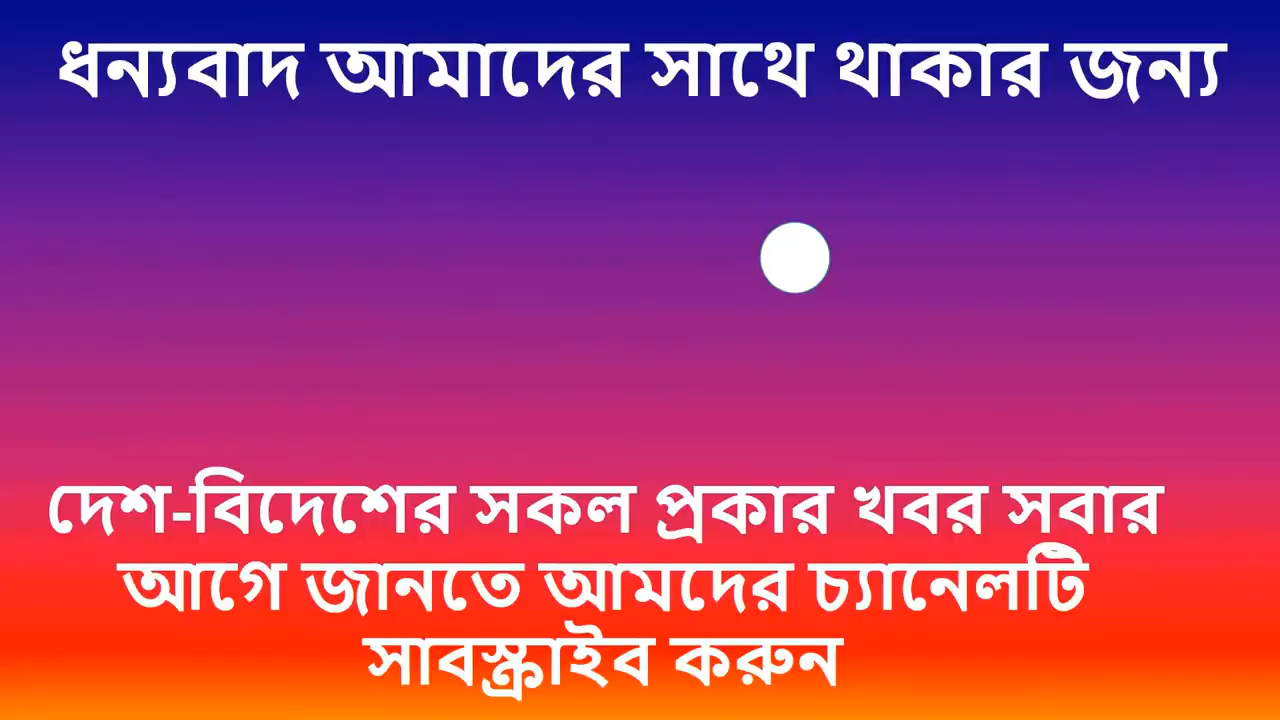 ধন্যবাদ আমাদের সাথে থাকার জন্য
দেশ-বিদেশের সকল প্রকার খবর সবার
আগে জানতে আমদের চ্যানেলটি
সাবস্ক্রাইব করুন